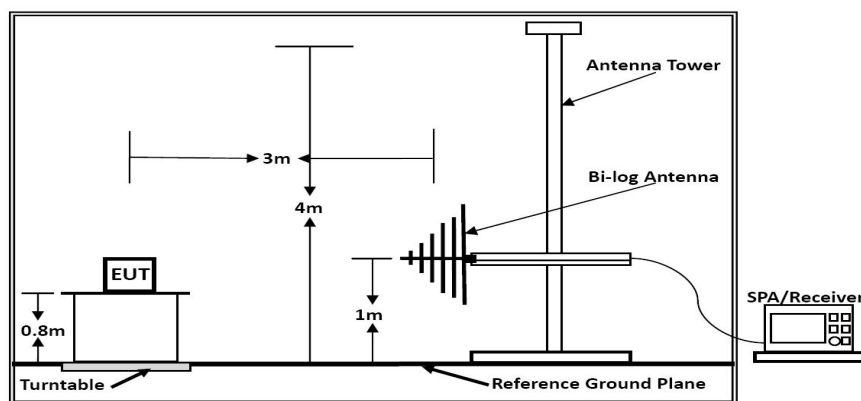 Antenna Tower
3m
Bi-log Antenna
4m
EUT
SPA/Receiver
0.8m
1m
Turntable
Reference Ground Plane